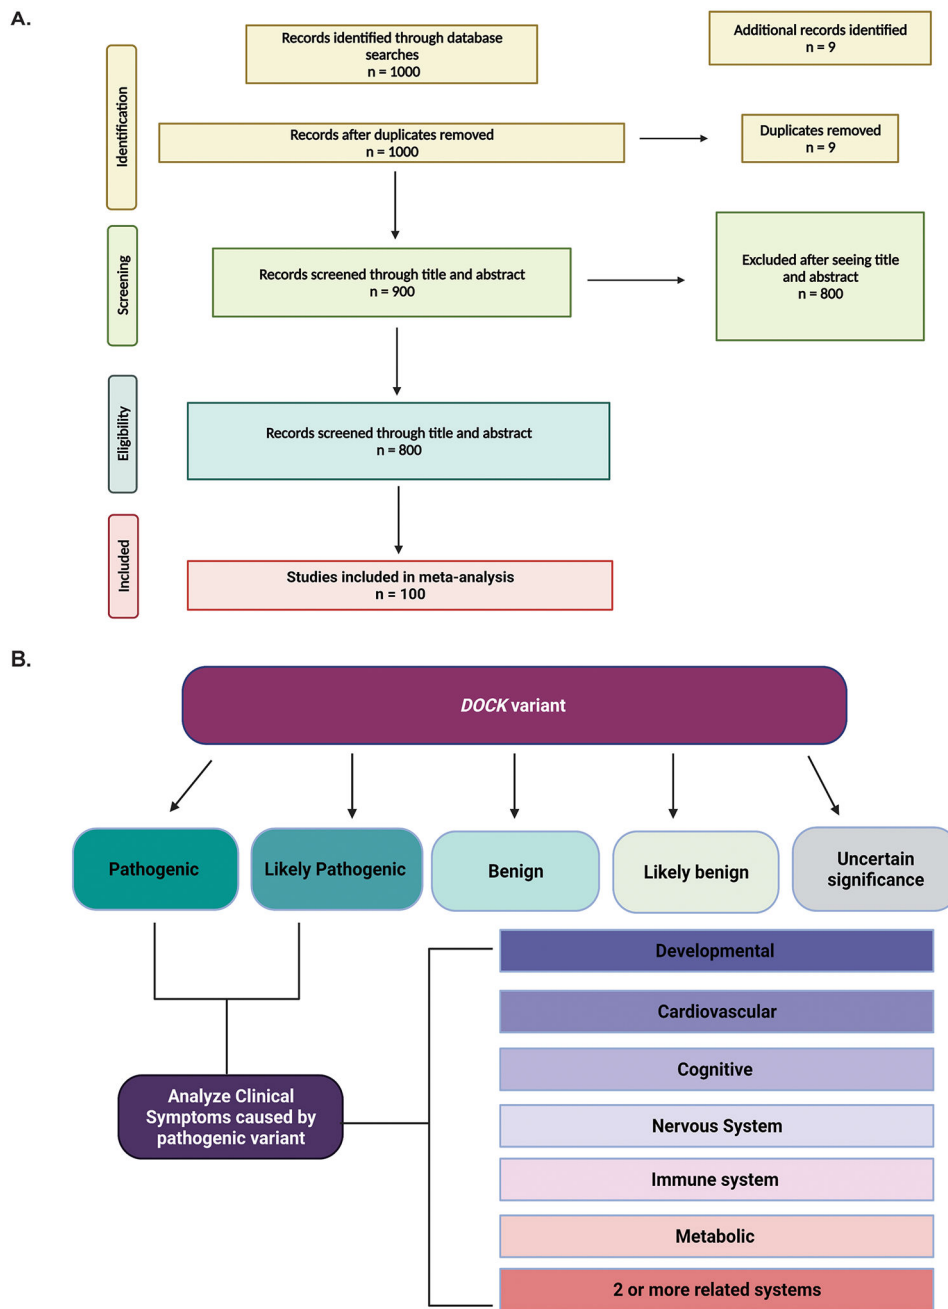 A.
Records identified through database
searches
n = 1000
Additional records identified
n = 9
Identification
Records after duplicates removed
n = 1000
Duplicates removed
n = 9
Screening
Records screened through title and abstract
n = 900
Excluded after seeing title
and abstract
n = 800
Eligibility
Records screened through title and abstract
n = 800
Included
Studies included in meta-analysis
n = 100
B.
DOCK variant
Pathogenic
Likely Pathogenic
Benign
Likely benign
Uncertain
significance
Analyze Clinical
Symptoms caused by
pathogenic variant
Developmental
Cardiovascular
Cognitive
Nervous System
Immune system
Metabolic
2 or more related systems